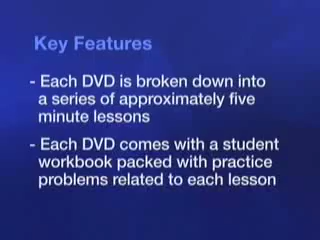 Key Features
- Each DVD is broken down into
a series of approximately five
minute lessons
- Each DVD comes with a student
workbook packed with practice
problems related to each lesson